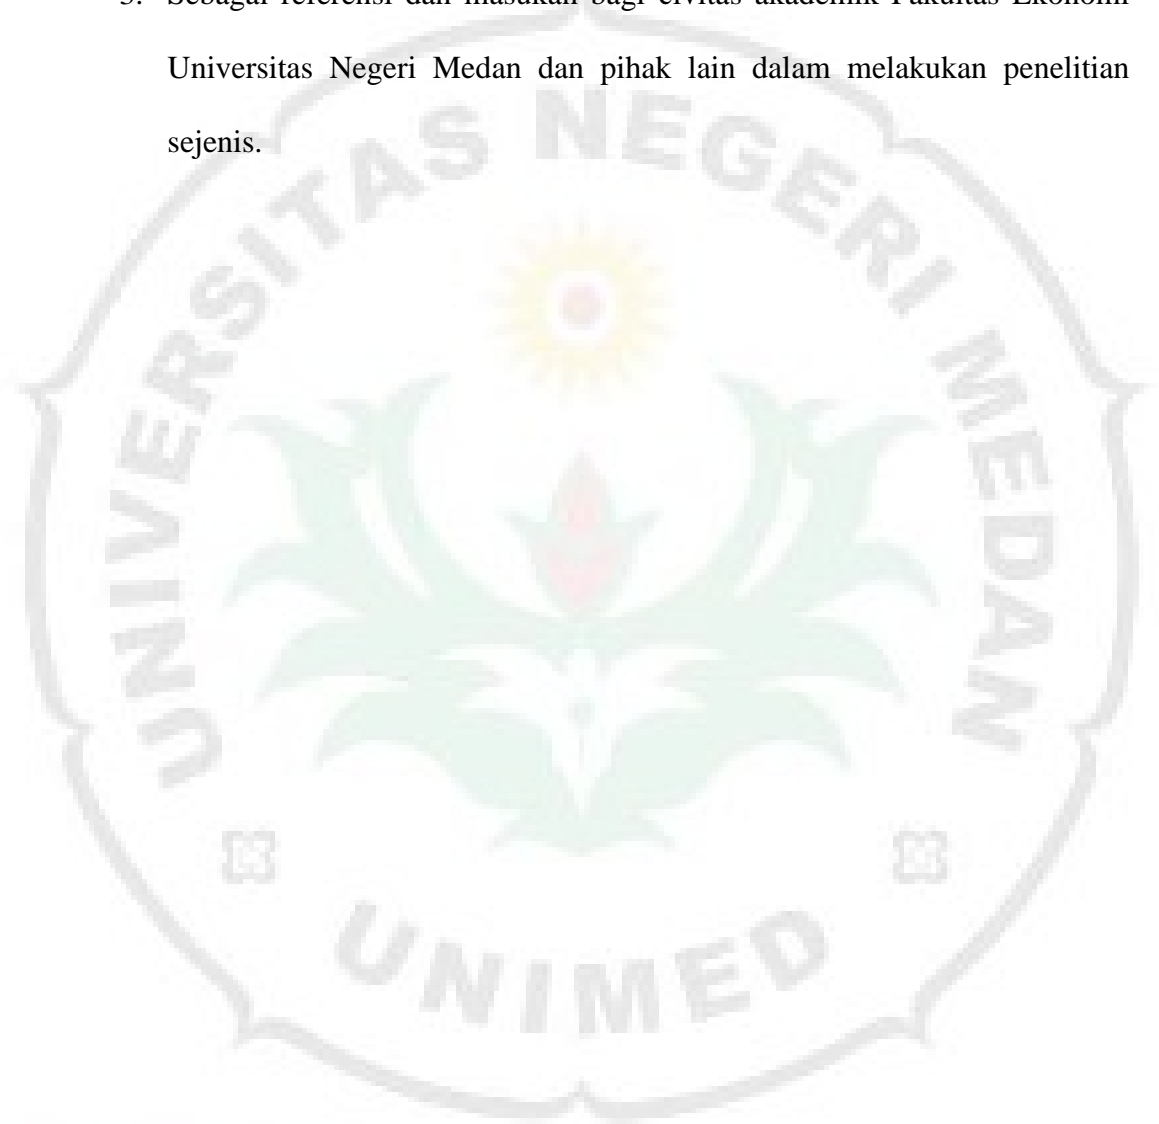 3. Sebagai referensi dan masukan bagi civitas akademik Fakultas Ekonomi
Universitas Negeri Medan dan pihak lain dalam melakukan penelitian
sejenis.
UNIVERSITAS NEGERI MEDAN
UNIMED